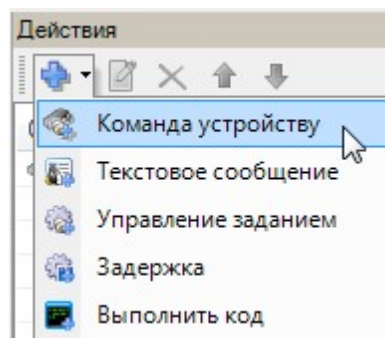 Действия
Команда устройству
Текстовое сообщение
Управление заданием
Задержка
Выполнить код